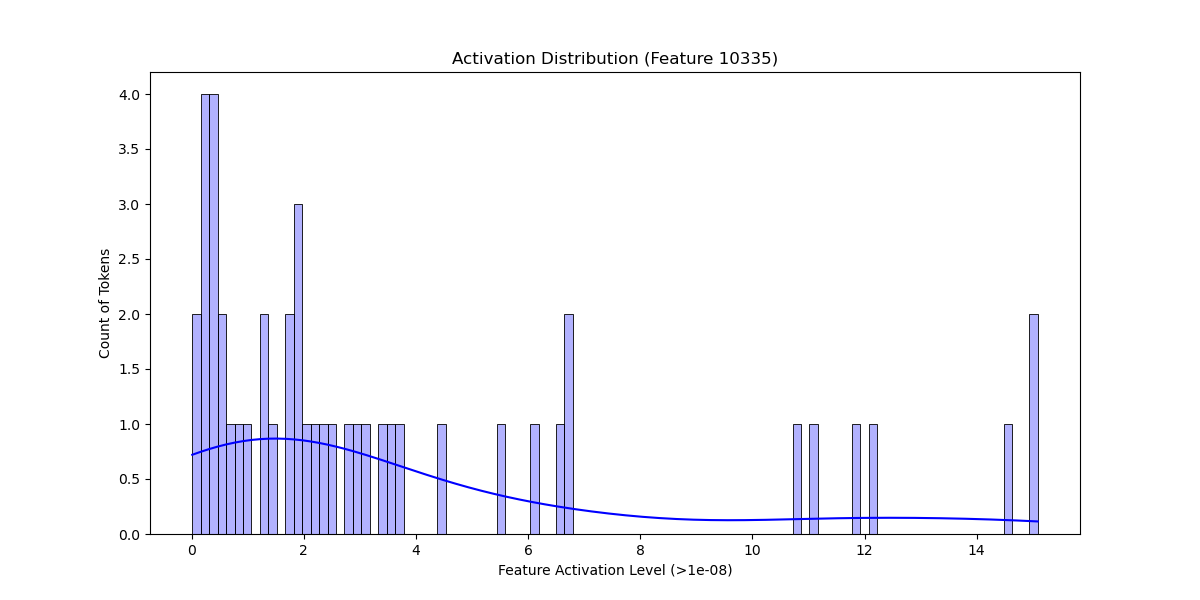 Activation Distribution (Feature 10335)
4.0
3.5
3.0
2.5
2.0
1.5
1.0
0.5
0.0
Count of Tokens
0 2 4 6 8 10 12 14
Feature Activation Level (>1e-08)